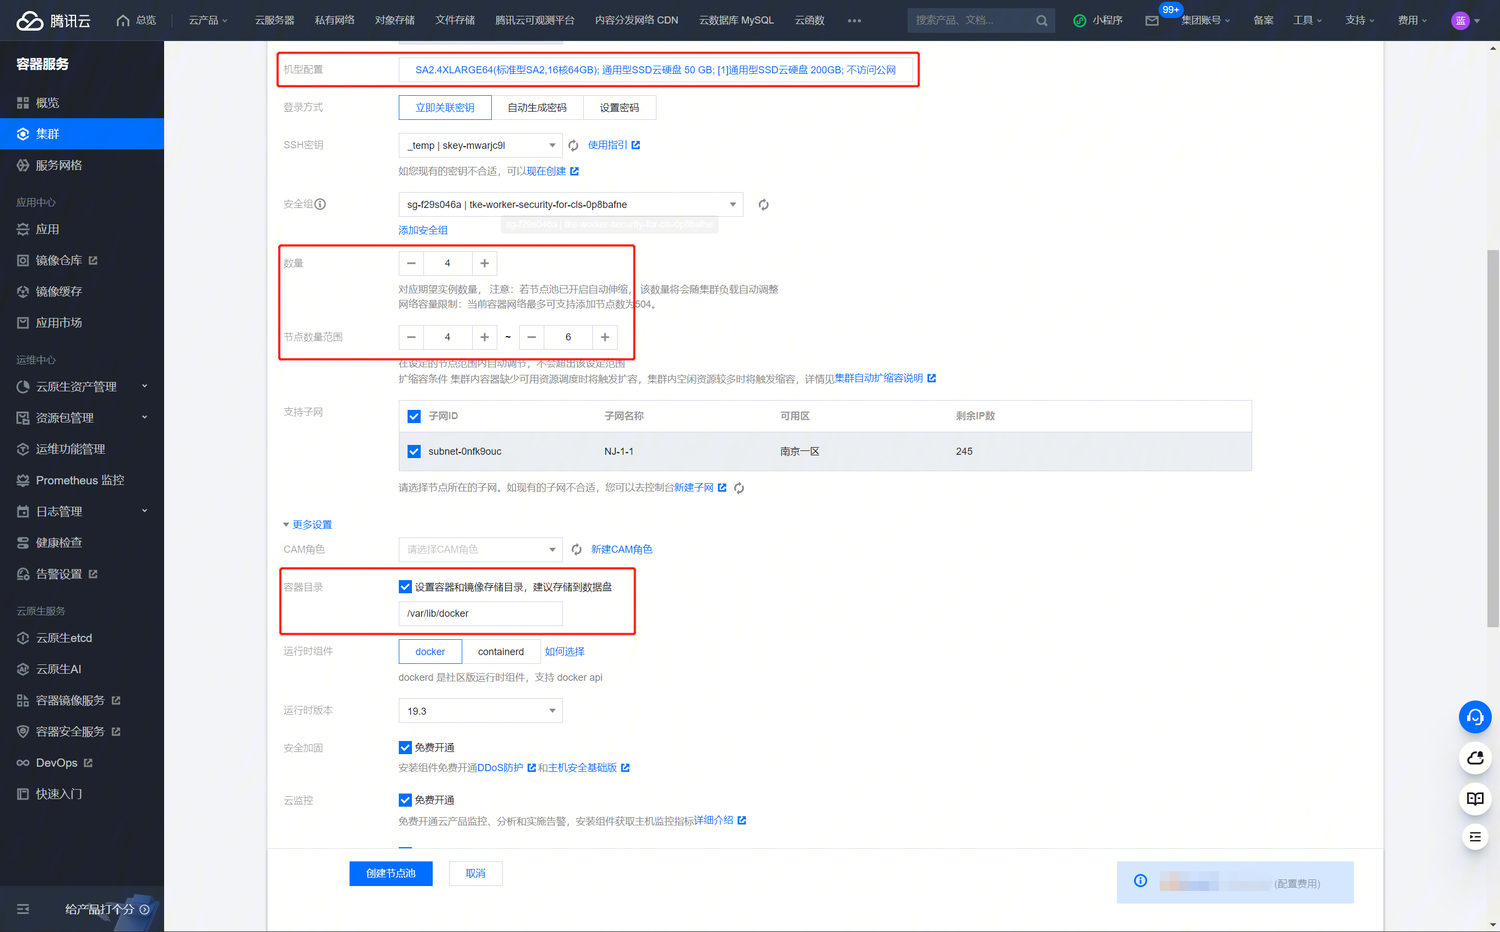 腾讯云
总览
云产品
云服务器
私有网络
对象存储
文件存储
腾讯云可观测平台
内容分发网络 CDN
云数据库 MySQL
云函数
搜索产品、文档...
小程序
99+
集团账号
备案
工具
支持
费用
蓝
容器服务
概览
集群
服务网格
应用中心
应用
镜像仓库
镜像缓存
应用市场
运维中心
云原生资产管理
资源包管理
运维功能管理
Prometheus 监控
日志管理
健康检查
告警设置
云原生服务
云原生etcd
云原生AI
容器镜像服务
容器安全服务
DevOps
快速入门
给产品打个分
机型配置
SA2.4XLARGE64(标准型SA2,16核64GB); 通用型SSD云硬盘 50 GB; [1]通用型SSD云硬盘 200GB; 不访问公网
登录方式
立即关联密钥
自动生成密码
设置密码
SSH密钥
_temp | skey-mwarjc9l
使用指引
如您现有的密钥不合适，可以现在创建
安全组
sg-f29s046a | tke-worker-security-for-cls-0p8bafne
sg-f29s046a | tke-worker-security-for-cls-0p8bafne
添加安全组
数量
4
对应期望实例数量， 注意：若节点池已开启自动伸缩， 该数量将会随集群负载自动调整
网络容量限制：当前容器网络最多可支持添加节点数为504。
节点数量范围
4 ~ 6
在设定的节点范围内自动调节，不会超出该设定范围
扩缩容条件 集群内容器缺少可用资源调度时将触发扩容，集群内空闲资源较多时将触发缩容，详情见集群自动扩缩容说明
支持子网
子网ID 子网名称 可用区 剩余IP数
subnet-0nfk9ouc NJ-1-1 南京一区 245
请选择节点所在的子网。如现有的子网不合适，您可以去控制台新建子网
更多设置
CAM角色
请选择CAM角色
新建CAM角色
容器目录
设置容器和镜像存储目录，建议存储到数据盘
/var/lib/docker
运行时组件
docker
containerd
如何选择
dockerd 是社区版运行时组件，支持 docker api
运行时版本
19.3
安全加固
免费开通
安装组件免费开通DDoS防护 和主机安全基础版
云监控
免费开通
免费开通云产品监控、分析和实施告警，安装组件获取主机监控指标详细介绍
创建节点池
取消
(配置费用)